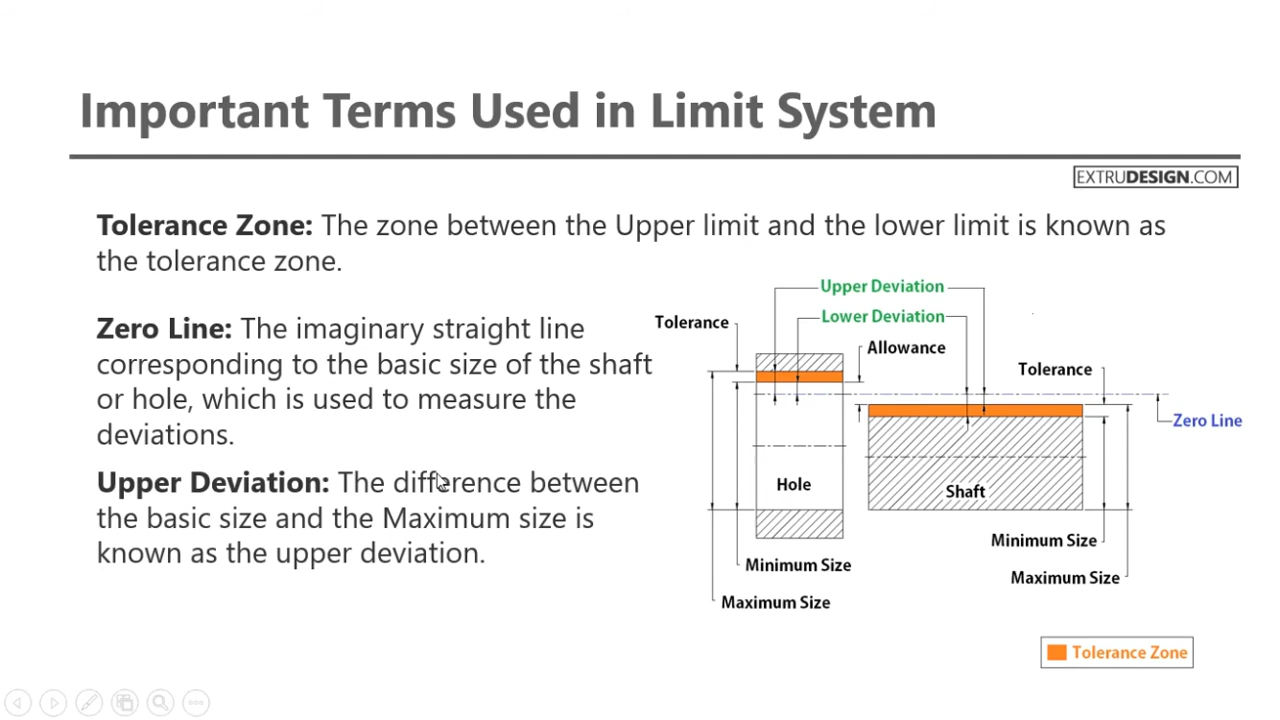 Important Terms Used in Limit System
EXTRUDESIGN.COM
Tolerance Zone: The zone between the Upper limit and the lower limit is known as
the tolerance zone.
Zero Line: The imaginary straight line
corresponding to the basic size of the shaft
or hole, which is used to measure the
deviations.
Upper Deviation: The difference between
the basic size and the Maximum size is
known as the upper deviation.
Upper Deviation
Lower Deviation
Tolerance
Allowance
Tolerance
Zero Line
Hole
Shaft
Minimum Size
Minimum Size
Maximum Size
Maximum Size
Tolerance Zone